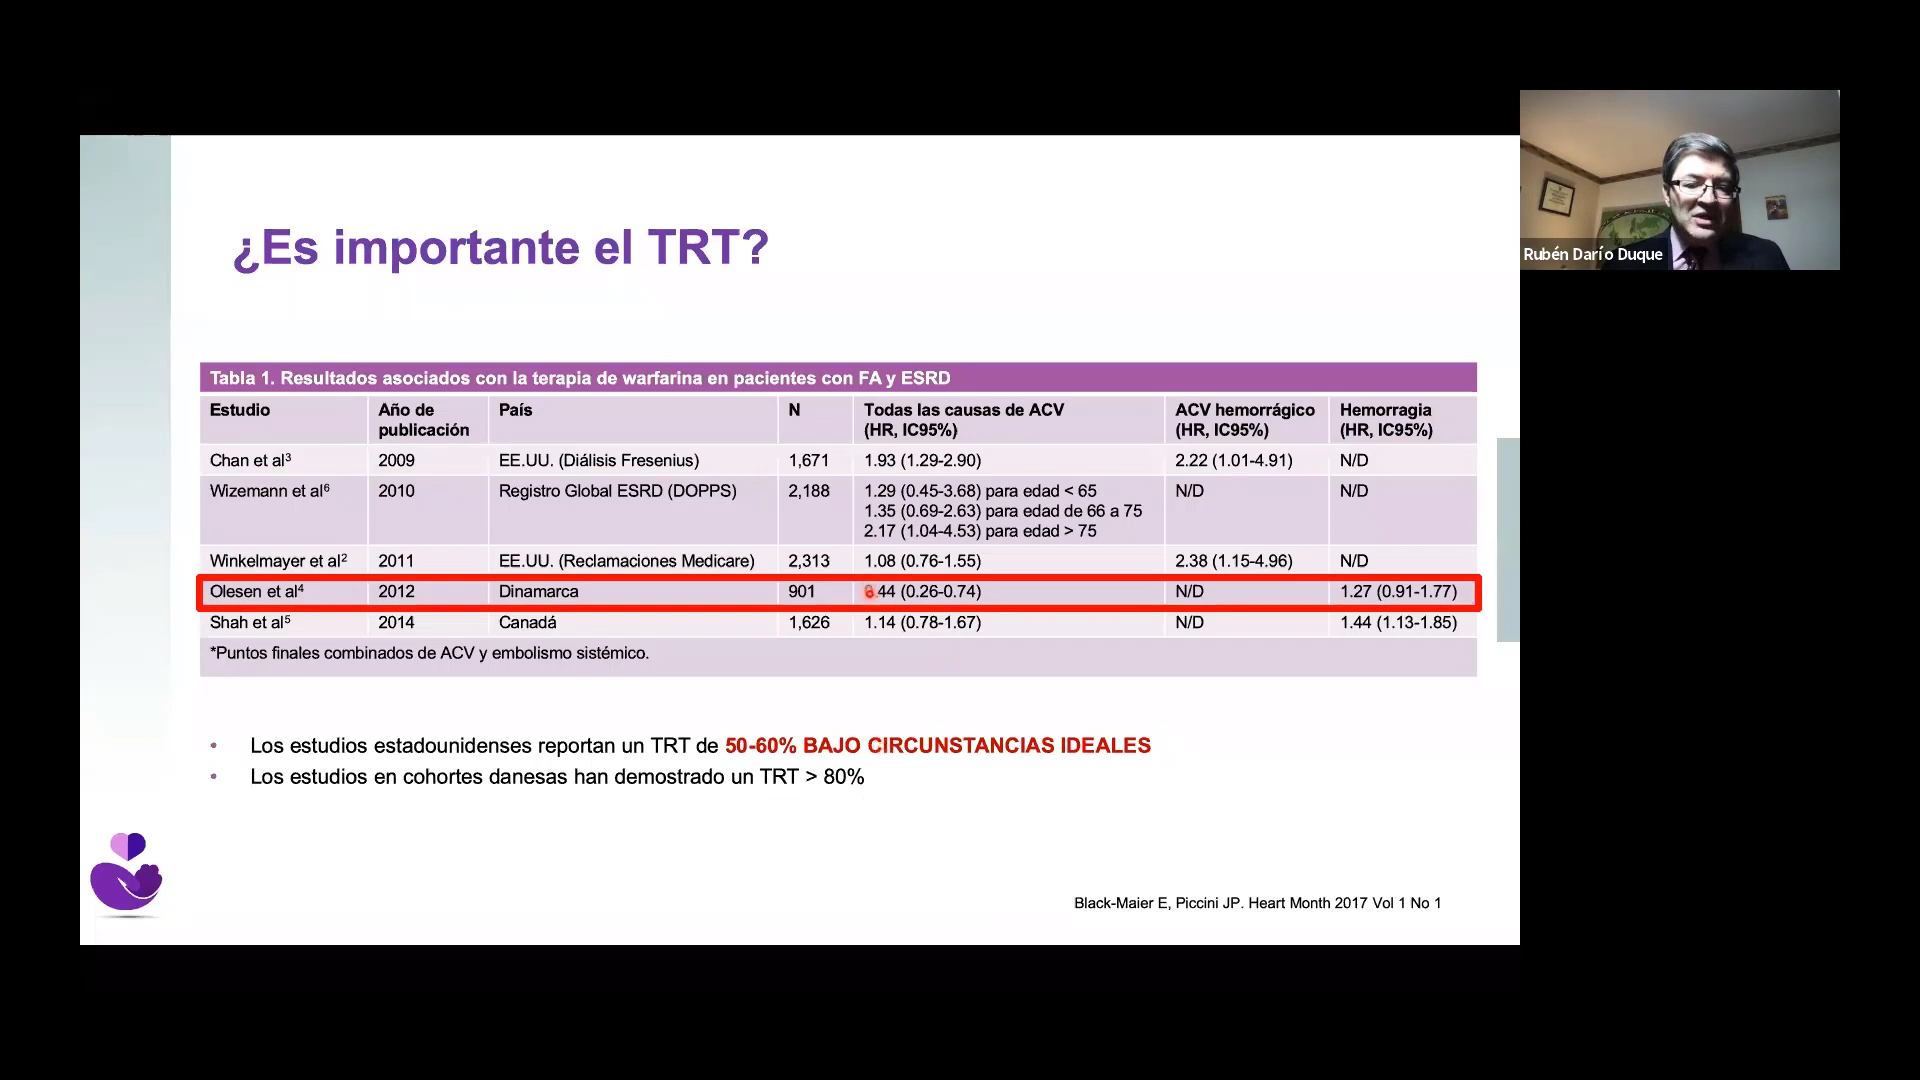 ¿Es importante el TRT?
Rubén Darío Duque
Tabla 1. Resultados asociados con la terapia de warfarina en pacientes con FA y ESRD
Estudio Año de publicación País N Todas las causas de ACV (HR, IC95%) ACV hemorrágico (HR, IC95%) Hemorragia (HR, IC95%)
Chan et al³ 2009 EE.UU. (Diálisis Fresenius) 1,671 1.93 (1.29-2.90) 2.22 (1.01-4.91) N/D
Wizemann et al⁶ 2010 Registro Global ESRD (DOPPS) 2,188 1.29 (0.45-3.68) para edad < 65 N/D N/D
1.35 (0.69-2.63) para edad de 66 a 75
2.17 (1.04-4.53) para edad > 75
Winkelmayer et al² 2011 EE.UU. (Reclamaciones Medicare) 2,313 1.08 (0.76-1.55) 2.38 (1.15-4.96) N/D
Olesen et al⁴ 2012 Dinamarca 901 0.44 (0.26-0.74) N/D 1.27 (0.91-1.77)
Shah et al⁵ 2014 Canadá 1,626 1.14 (0.78-1.67) N/D 1.44 (1.13-1.85)
*Puntos finales combinados de ACV y embolismo sistémico.
• Los estudios estadounidenses reportan un TRT de 50-60% BAJO CIRCUNSTANCIAS IDEALES
• Los estudios en cohortes danesas han demostrado un TRT > 80%
Black-Maier E, Piccini JP. Heart Month 2017 Vol 1 No 1